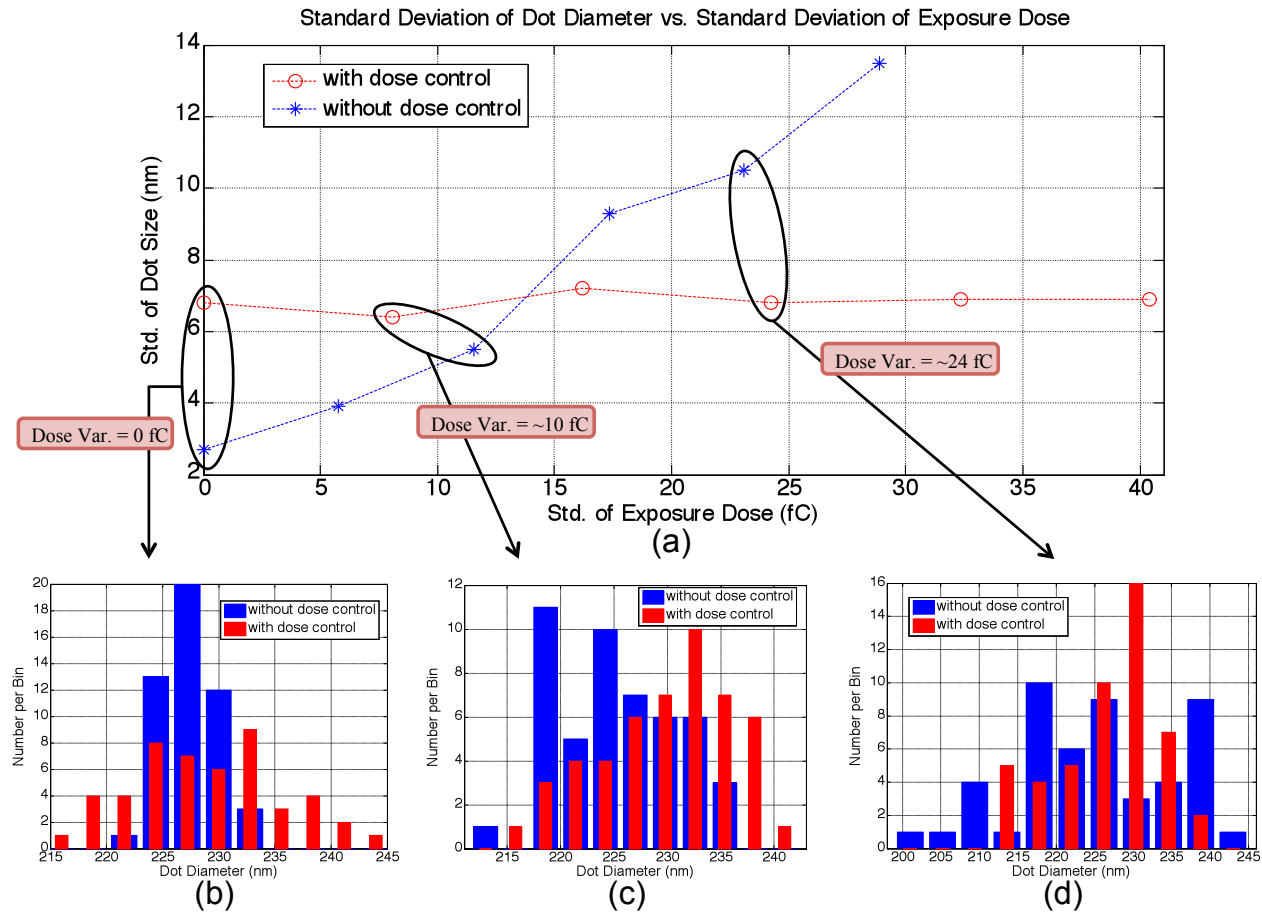 Standard Deviation of Dot Diameter vs. Standard Deviation of Exposure Dose
14
12
10
8
6
4
2
Std. of Dot Size (nm)
with dose control
without dose control
Dose Var. = 0 fC
Dose Var. = ~10 fC
Dose Var. = ~24 fC
0 5 10 15 20 25 30 35 40
Std. of Exposure Dose (fC)
(a)
20
18
16
14
12
10
8
6
4
2
0
Number per Bin
without dose control
with dose control
215 220 225 230 235 240 245
Dot Diameter (nm)
(b)
12
10
8
6
4
2
0
Number per Bin
without dose control
with dose control
215 220 225 230 235 240
Dot Diameter (nm)
(c)
16
14
12
10
8
6
4
2
0
Number per Bin
without dose control
with dose control
200 205 210 215 220 225 230 235 240 245
Dot Diameter (nm)
(d)